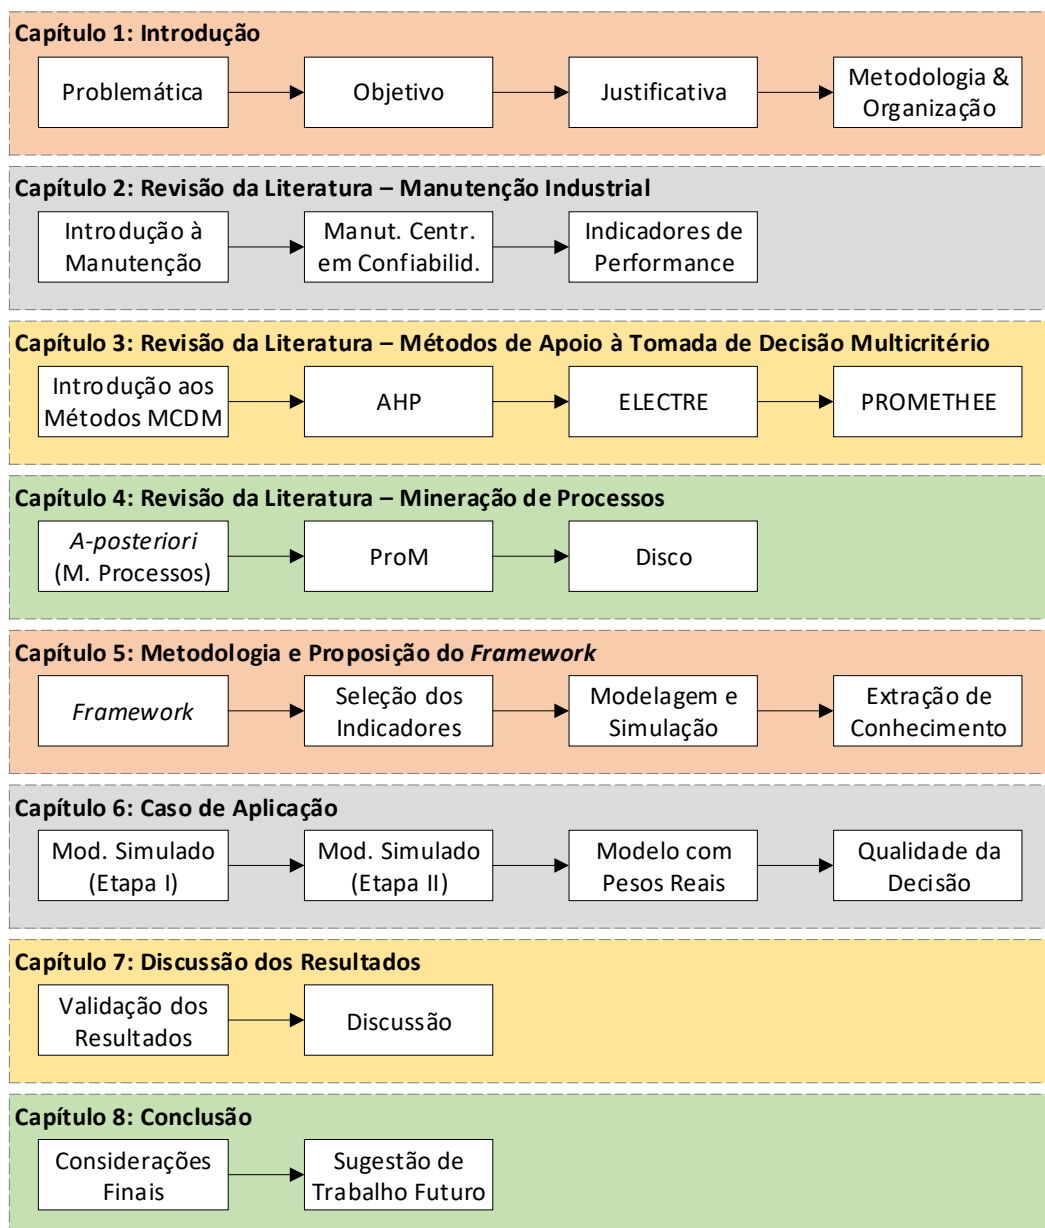 Capítulo 1: Introdução
Problemática
Objetivo
Justificativa
Metodologia &
Organização
Capítulo 2: Revisão da Literatura – Manutenção Industrial
Introdução à
Manutenção
Manut. Centr.
em Confiabilid.
Indicadores de
Performance
Capítulo 3: Revisão da Literatura – Métodos de Apoio à Tomada de Decisão Multicritério
Introdução aos
Métodos MCDM
AHP
ELECTRE
PROMETHEE
Capítulo 4: Revisão da Literatura – Mineração de Processos
A-posteriori
(M. Processos)
ProM
Disco
Capítulo 5: Metodologia e Proposição do Framework
Framework
Seleção dos
Indicadores
Modelagem e
Simulação
Extração de
Conhecimento
Capítulo 6: Caso de Aplicação
Mod. Simulado
(Etapa I)
Mod. Simulado
(Etapa II)
Modelo com
Pesos Reais
Qualidade da
Decisão
Capítulo 7: Discussão dos Resultados
Validação dos
Resultados
Discussão
Capítulo 8: Conclusão
Considerações
Finais
Sugestão de
Trabalho Futuro